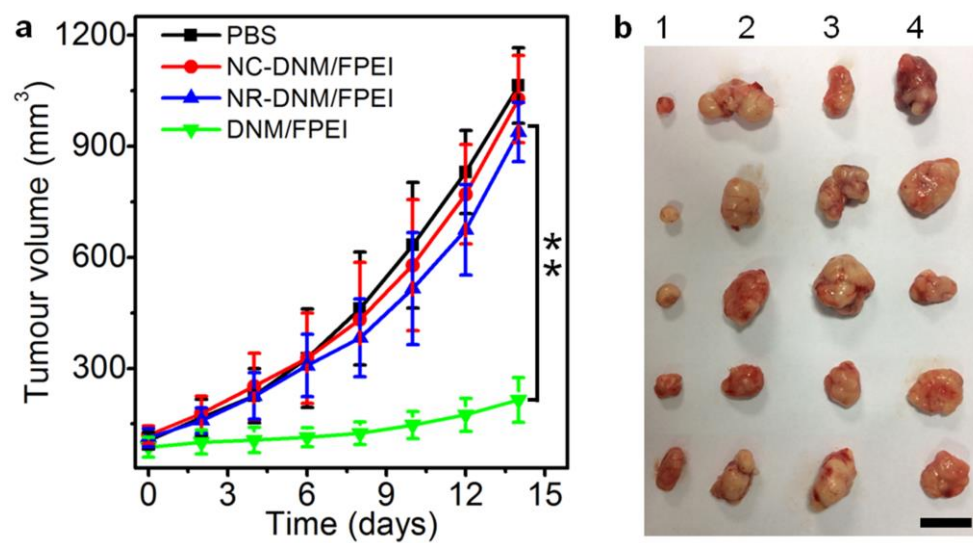 a
1200
900
600
300
Tumour volume (mm³)
PBS
NC-DNM/FPEI
NR-DNM/FPEI
DNM/FPEI
**
0 3 6 9 12 15
Time (days)
b
1 2 3 4